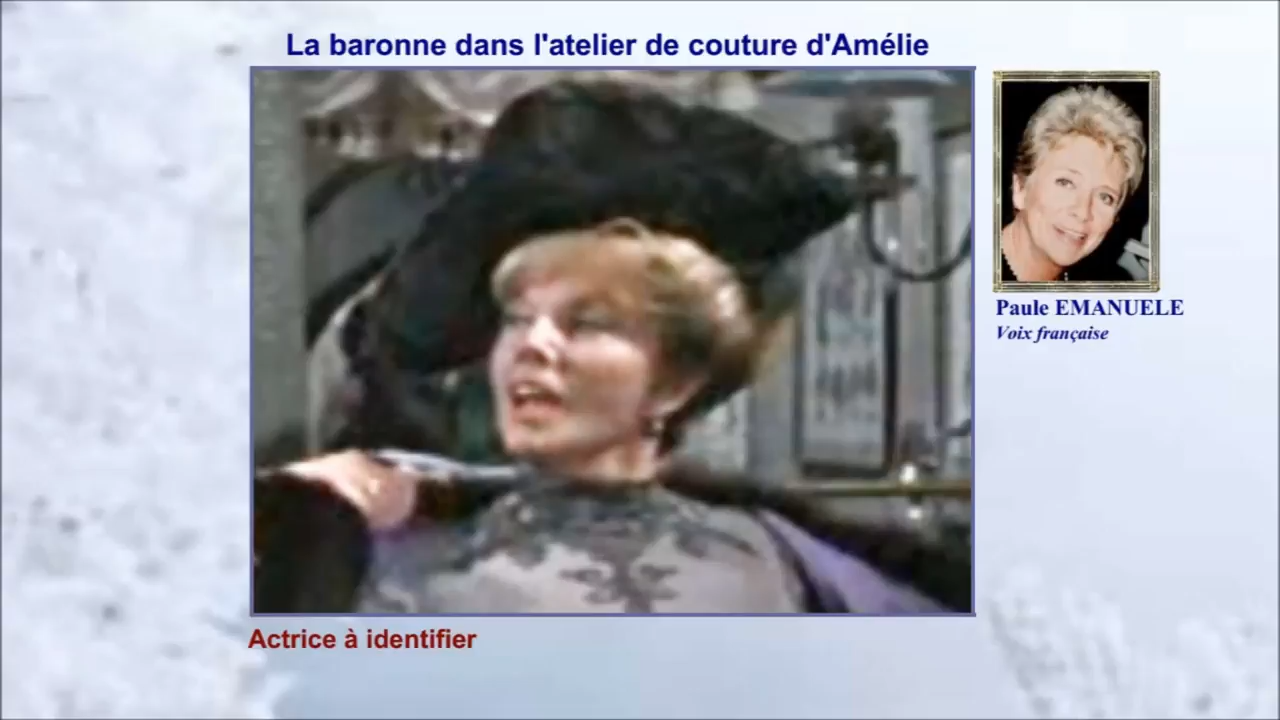 La baronne dans l'atelier de couture d'Amélie
Paule EMANUELE
Voix française
Actrice à identifier